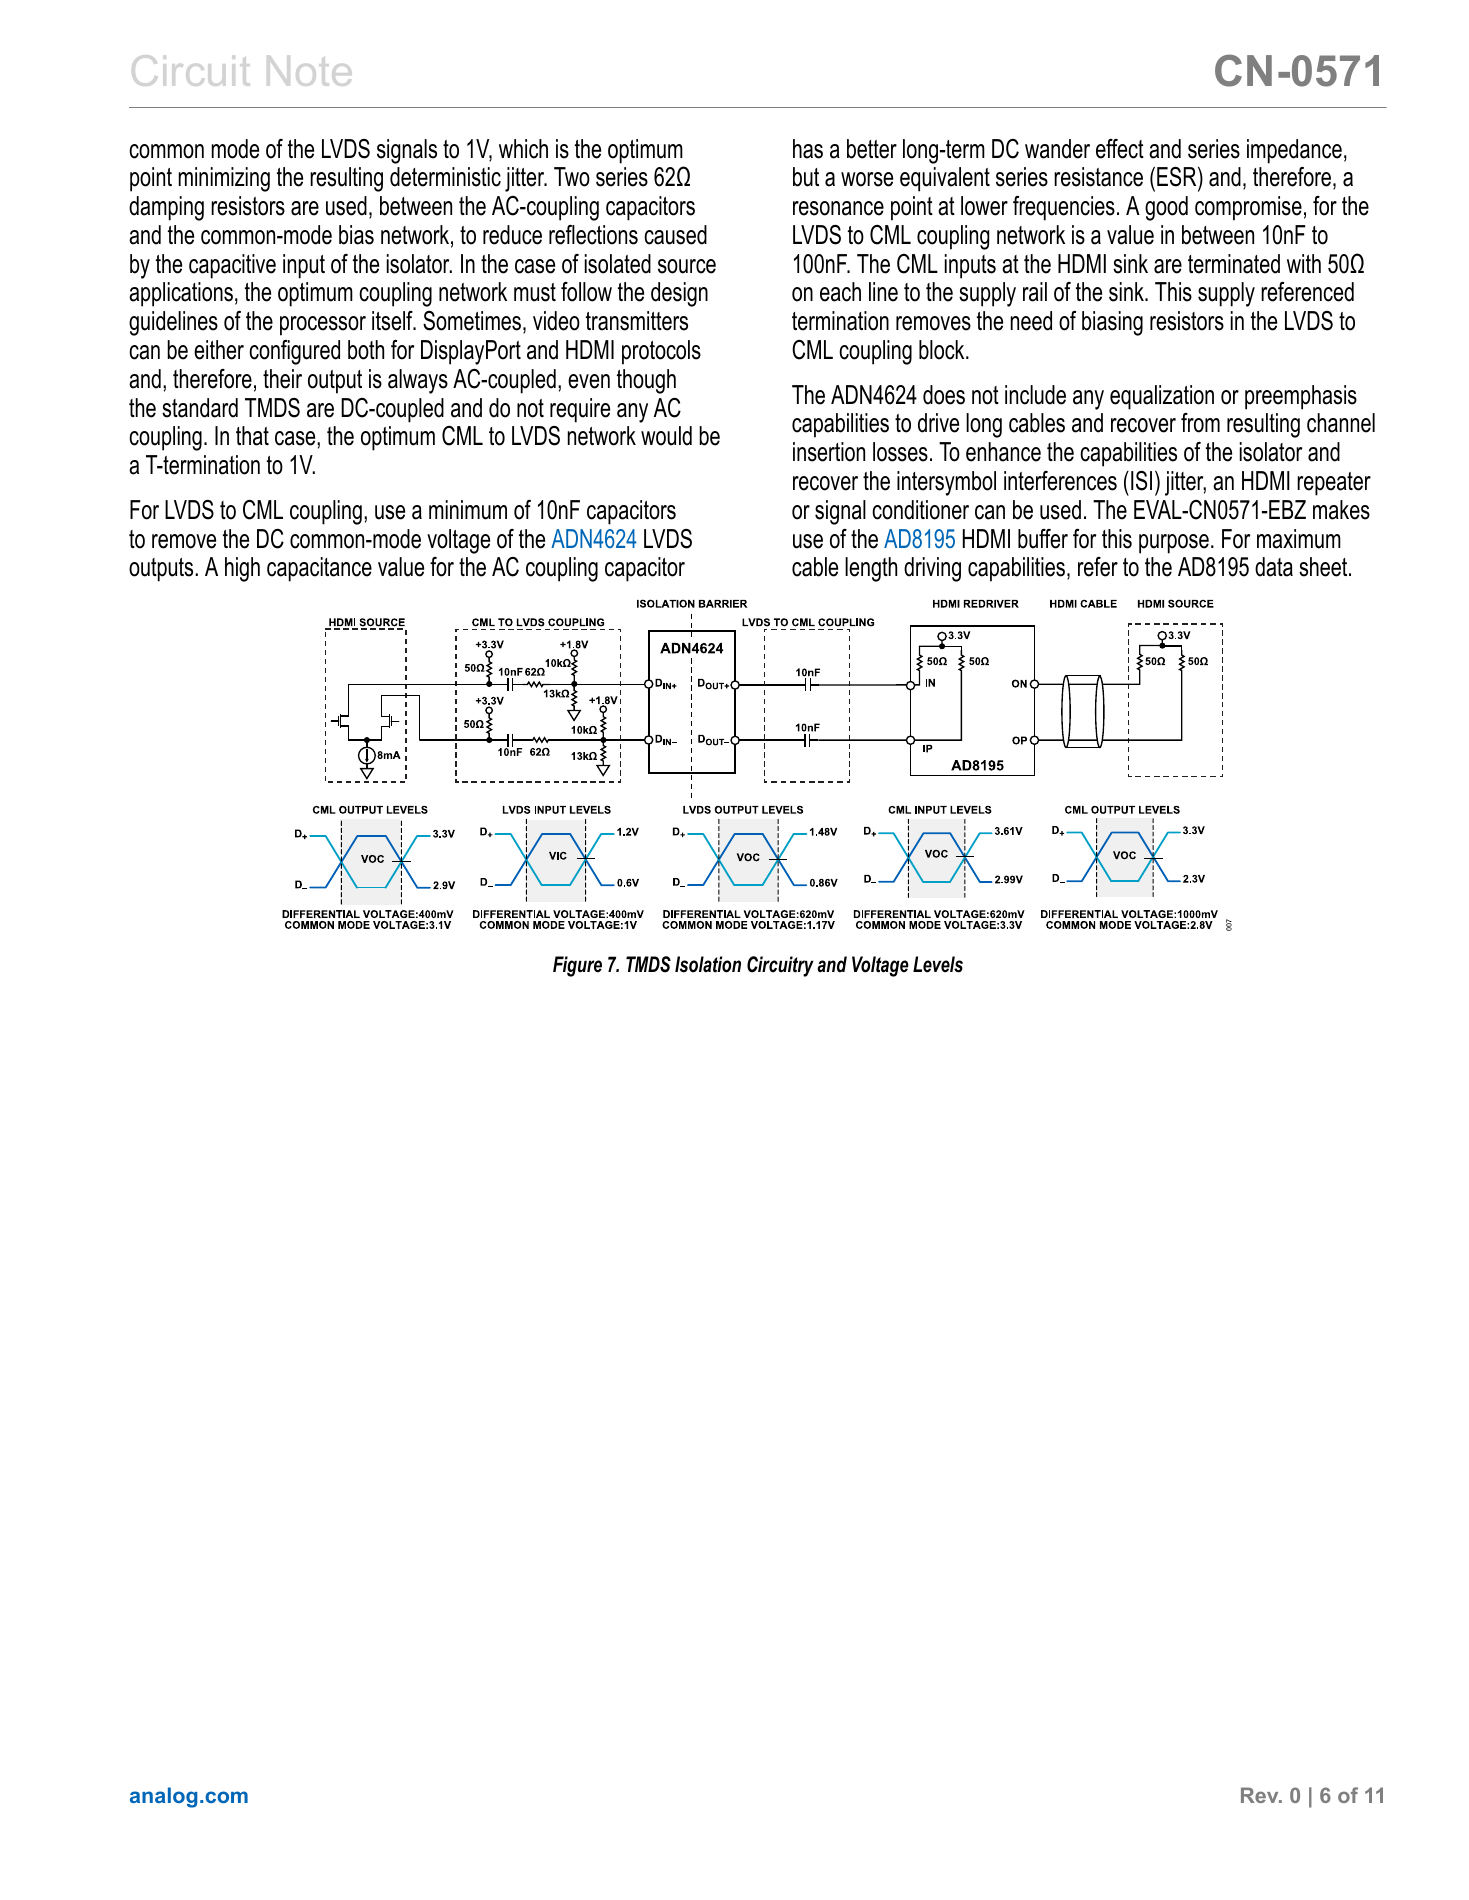 Circuit Note
CN-0571
common mode of the LVDS signals to 1V, which is the optimum
point minimizing the resulting deterministic jitter. Two series 62Ω
damping resistors are used, between the AC-coupling capacitors
and the common-mode bias network, to reduce reflections caused
by the capacitive input of the isolator. In the case of isolated source
applications, the optimum coupling network must follow the design
guidelines of the processor itself. Sometimes, video transmitters
can be either configured both for DisplayPort and HDMI protocols
and, therefore, their output is always AC-coupled, even though
the standard TMDS are DC-coupled and do not require any AC
coupling. In that case, the optimum CML to LVDS network would be
a T-termination to 1V.
For LVDS to CML coupling, use a minimum of 10nF capacitors
to remove the DC common-mode voltage of the ADN4624 LVDS
outputs. A high capacitance value for the AC coupling capacitor
has a better long-term DC wander effect and series impedance,
but a worse equivalent series resistance (ESR) and, therefore, a
resonance point at lower frequencies. A good compromise, for the
LVDS to CML coupling network is a value in between 10nF to
100nF. The CML inputs at the HDMI sink are terminated with 50Ω
on each line to the supply rail of the sink. This supply referenced
termination removes the need of biasing resistors in the LVDS to
CML coupling block.
The ADN4624 does not include any equalization or preemphasis
capabilities to drive long cables and recover from resulting channel
insertion losses. To enhance the capabilities of the isolator and
recover the intersymbol interferences (ISI) jitter, an HDMI repeater
or signal conditioner can be used. The EVAL-CN0571-EBZ makes
use of the AD8195 HDMI buffer for this purpose. For maximum
cable length driving capabilities, refer to the AD8195 data sheet.
ISOLATION BARRIER
HDMI REDRIVER
HDMI CABLE
HDMI SOURCE
HDMI SOURCE
CML TO LVDS COUPLING
LVDS TO CML COUPLING
8mA
+3.3V
50Ω
10nF
62Ω
+1.8V
10kΩ
13kΩ
+3.3V
50Ω
10nF
62Ω
+1.8V
10kΩ
13kΩ
ADN4624
DIN+
DOUT+
DIN–
DOUT–
10nF
10nF
3.3V
50Ω
50Ω
IN
ON
IP
OP
AD8195
3.3V
50Ω
50Ω
CML OUTPUT LEVELS
D+
3.3V
VOC
D–
2.9V
DIFFERENTIAL VOLTAGE:400mV
COMMON MODE VOLTAGE:3.1V
LVDS INPUT LEVELS
D+
1.2V
VIC
D–
0.6V
DIFFERENTIAL VOLTAGE:400mV
COMMON MODE VOLTAGE:1V
LVDS OUTPUT LEVELS
D+
1.48V
VOC
D–
0.86V
DIFFERENTIAL VOLTAGE:620mV
COMMON MODE VOLTAGE:1.17V
CML INPUT LEVELS
D+
3.61V
VOC
D–
2.99V
DIFFERENTIAL VOLTAGE:620mV
COMMON MODE VOLTAGE:3.3V
CML OUTPUT LEVELS
D+
3.3V
VOC
D–
2.3V
DIFFERENTIAL VOLTAGE:1000mV
COMMON MODE VOLTAGE:2.8V
007
Figure 7. TMDS Isolation Circuitry and Voltage Levels
analog.com
Rev. 0 | 6 of 11